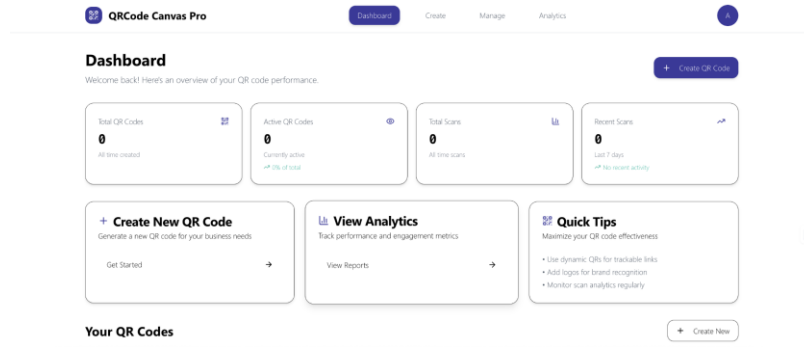 QRCode Canvas Pro
Dashboard
Create
Manage
Analytics
A
Dashboard
Welcome back! Here's an overview of your QR code performance.
+ Create QR Code
Total QR Codes
0
All time created
Active QR Codes
0
Currently active
0% of total
Total Scans
0
All time scans
Recent Scans
0
Last 7 days
No recent activity
+ Create New QR Code
Generate a new QR code for your business needs
Get Started →
View Analytics
Track performance and engagement metrics
View Reports →
Quick Tips
Maximize your QR code effectiveness
• Use dynamic QRs for trackable links
• Add logos for brand recognition
• Monitor scan analytics regularly
Your QR Codes
+ Create New